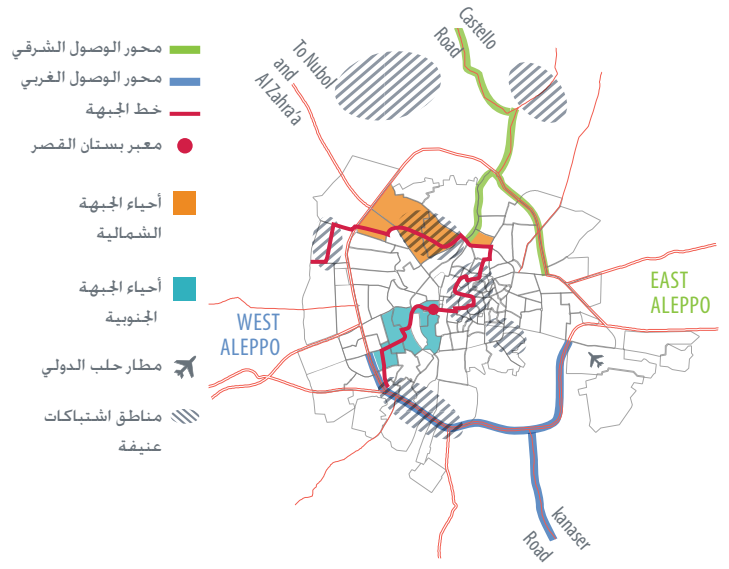 محور الوصول الشرقي
محور الوصول الغربي
خط الجبهة
معبر بستان القصر
أحياء الجبهة
الشمالية
أحياء الجبهة
الجنوبية
مطار حلب الدولي
مناطق اشتباكات
عنيفة
To Nubol
and
Al Zahra'a
Castello
Road
WEST
ALEPPO
EAST
ALEPPO
kanaser
Road